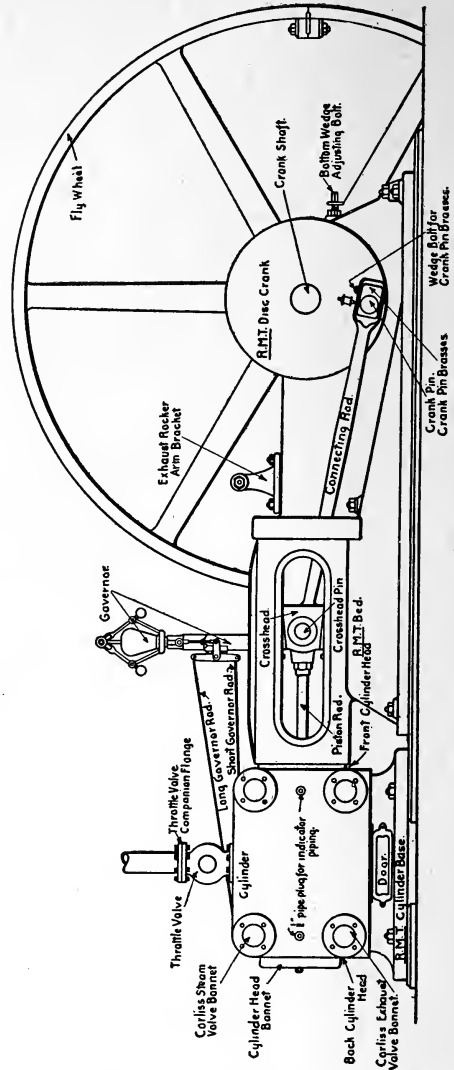 Fly Wheel
Crank Shaft.
Bottom Wedge
Adjusting Bolt.
R.M.T. Disc Crank
Wedge Bolt for
Crank Pin Brasses.
Crank Pin.
Crank Pin Brasses.
Exhaust Rocker
Arm Bracket
Connecting Rod.
Governor.
Crosshead.
Crosshead Pin
R.M.T. Bed.
Piston Rod.
Front Cylinder Head
Long Governor Rod.
Short Governor Rod.
Throttle Valve
Companion Flange
Throttle Valve
Cylinder
½" pipe plug for indicator
piping.
Door.
R.M.T. Cylinder Base.
Corliss Steam
Valve Bonnet
Cylinder Head
Bonnet
Back Cylinder
Head
Corliss Exhaust
Valve Bonnet.